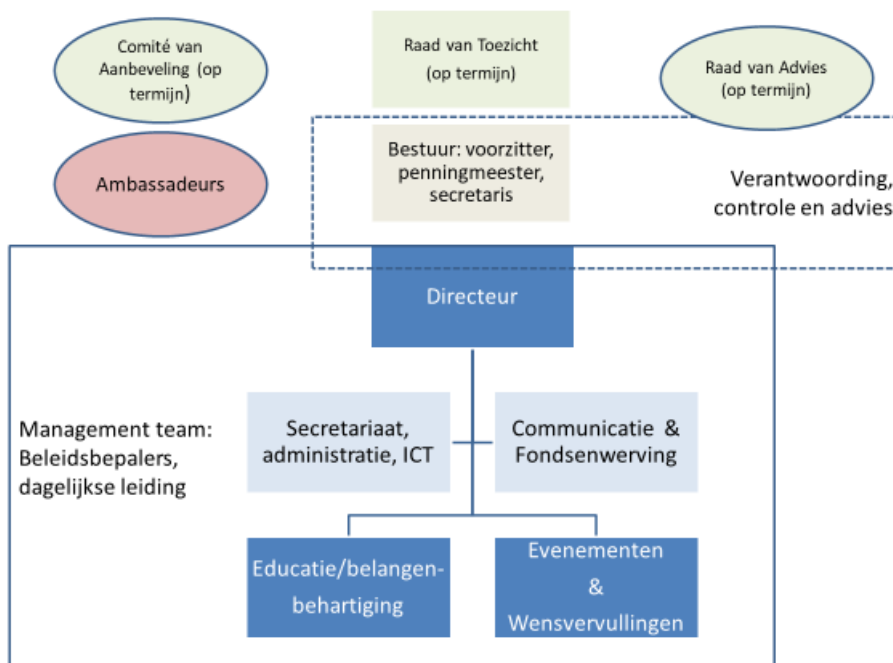 Comité van
Aanbeveling (op
termijn)
Raad van Toezicht
(op termijn)
Raad van Advies
(op termijn)
Ambassadeurs
Bestuur: voorzitter,
penningmeester,
secretaris
Verantwoording,
controle en advies
Directeur
Management team:
Beleidsbepalers,
dagelijkse leiding
Secretariaat,
administratie, ICT
Communicatie &
Fondsenwerving
Educatie/belangen-
behartiging
Evenementen
&
Wensvervullingen